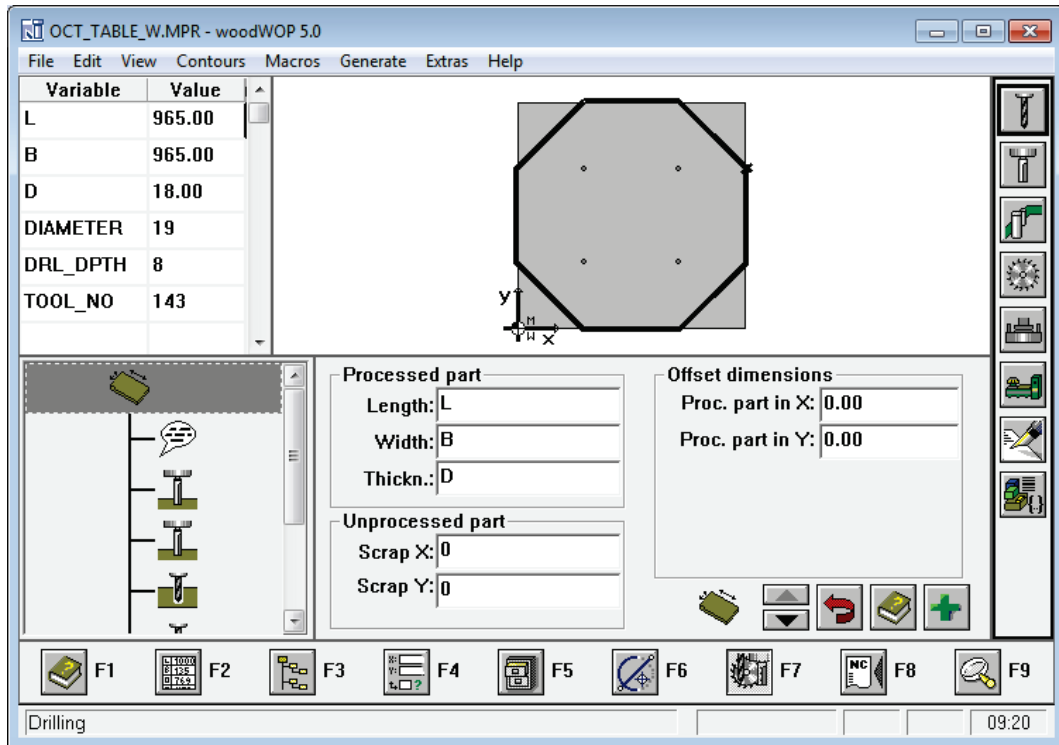 OCT_TABLE_W.MPR - woodWOP 5.0
File Edit View Contours Macros Generate Extras Help
Variable Value
L 965.00
B 965.00
D 18.00
DIAMETER 19
DRL_DPTH 8
TOOL_NO 143
Y
M
W
X
Processed part
Length: L
Width: B
Thickn.: D
Unprocessed part
Scrap X: 0
Scrap Y: 0
Offset dimensions
Proc. part in X: 0.00
Proc. part in Y: 0.00
F1 F2 F3 F4 F5 F6 F7 NC F8 F9
Drilling 09:20